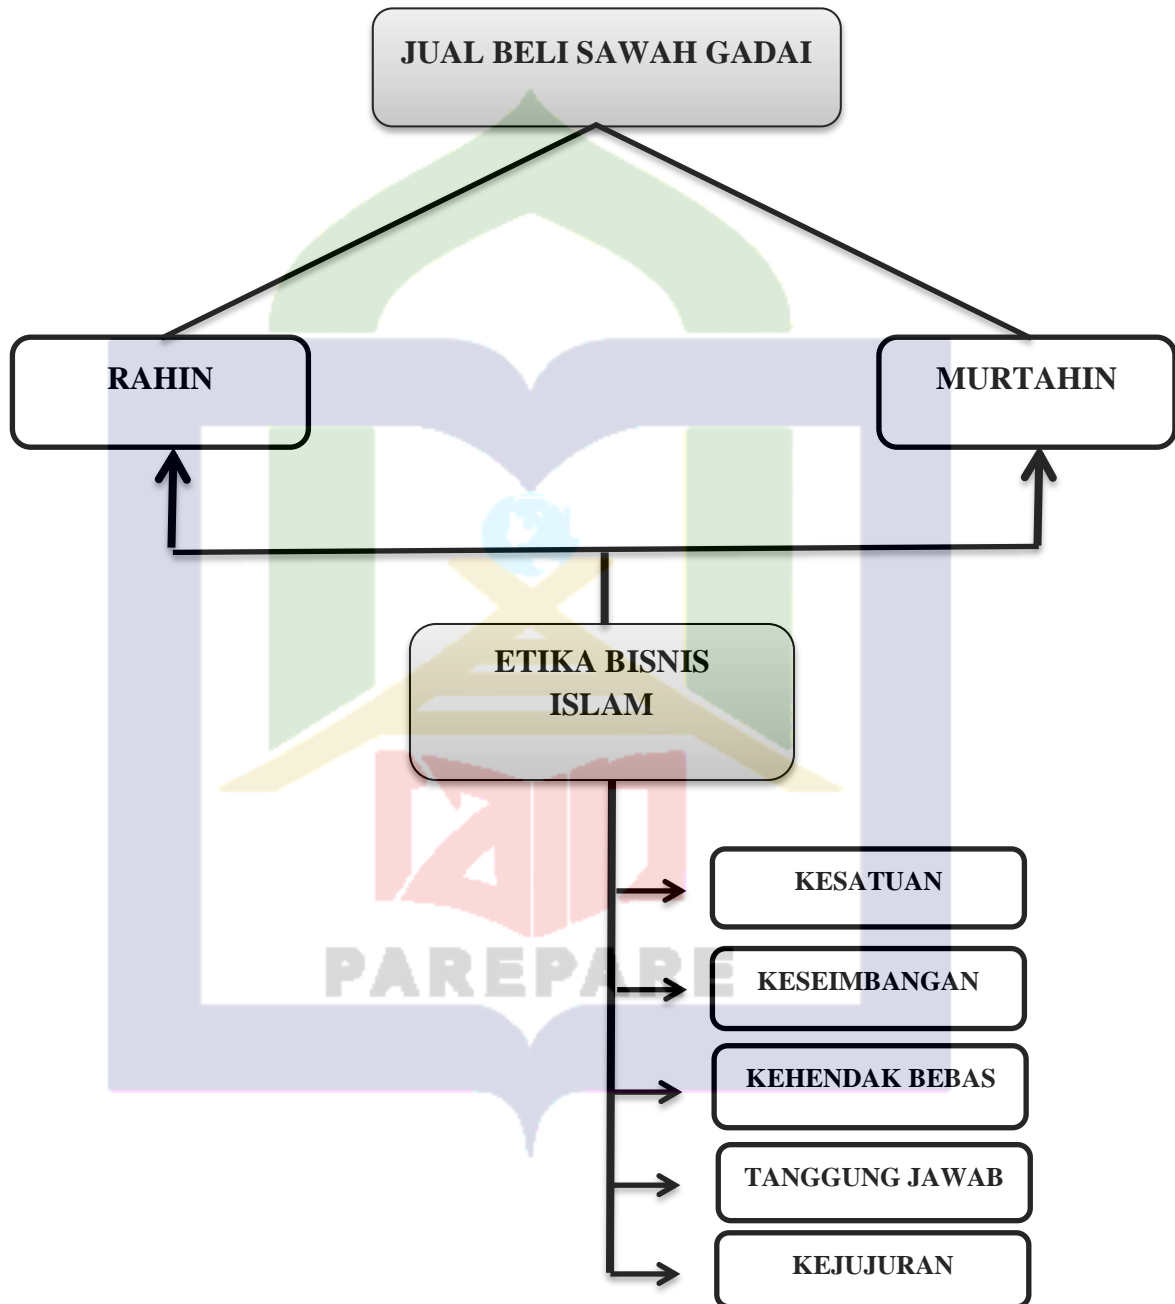 JUAL BELI SAWAH GADAI
RAHIN
MURTAHIN
ETIKA BISNIS
ISLAM
KESATUAN
PAREPARE
KESEIMBANGAN
KEHENDAK BEBAS
TANGGUNG JAWAB
KEJUJURAN